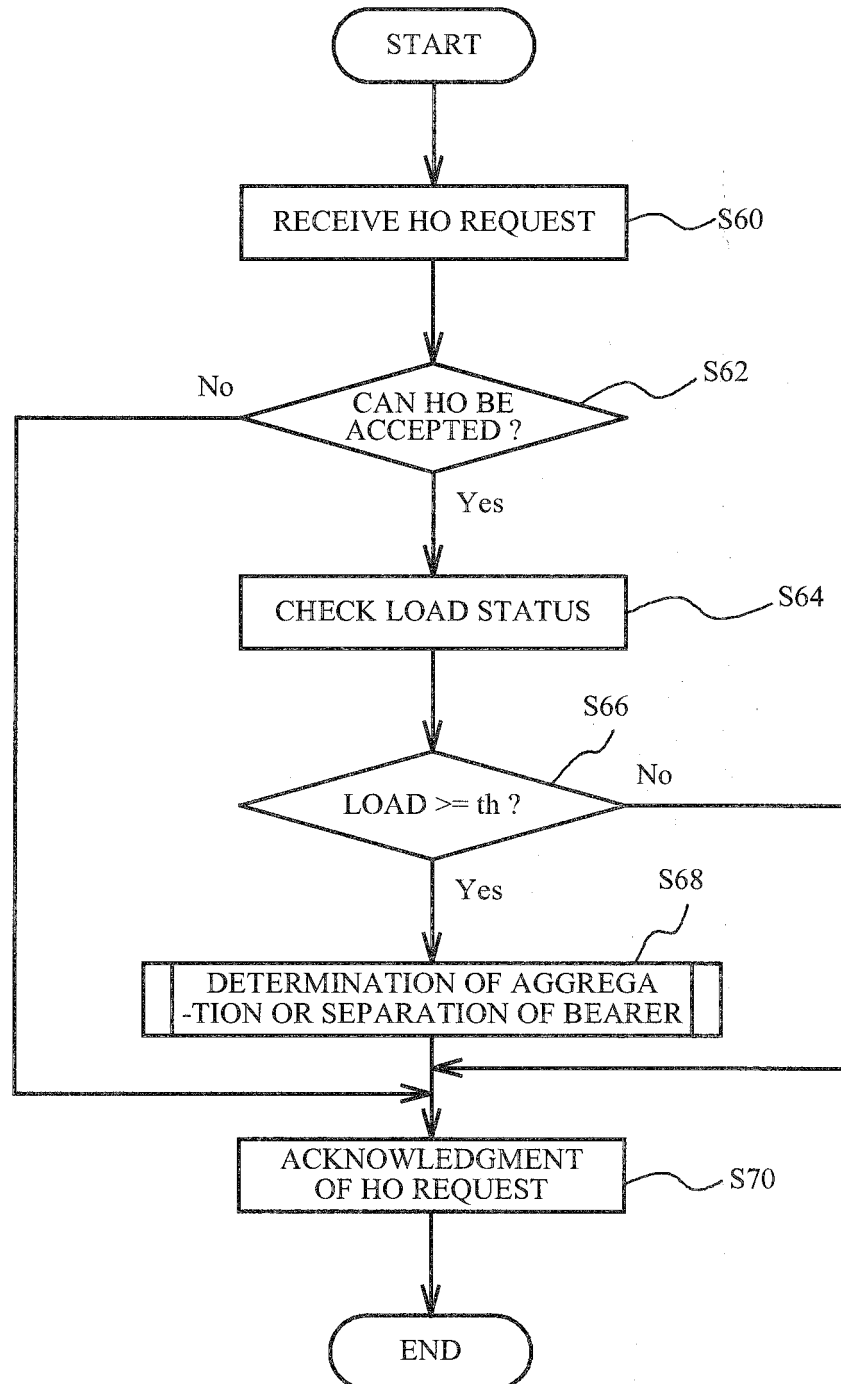 START
RECEIVE HO REQUEST
S60
No
CAN HO BE
ACCEPTED ?
S62
Yes
CHECK LOAD STATUS
S64
S66
LOAD >= th ?
No
Yes
S68
DETERMINATION OF AGGREGA
-TION OR SEPARATION OF BEARER
ACKNOWLEDGMENT
OF HO REQUEST
S70
END